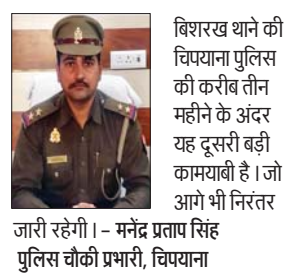 बिशरख थाने की
चिपयाना पुलिस
की करीब तीन
महीने के अंदर
यह दूसरी बड़ी
कामयाबी है । जो
आगे भी निरंतर
जारी रहेगी । – मनेंद्र प्रताप सिंह
पुलिस चौकी प्रभारी, चिपयाना